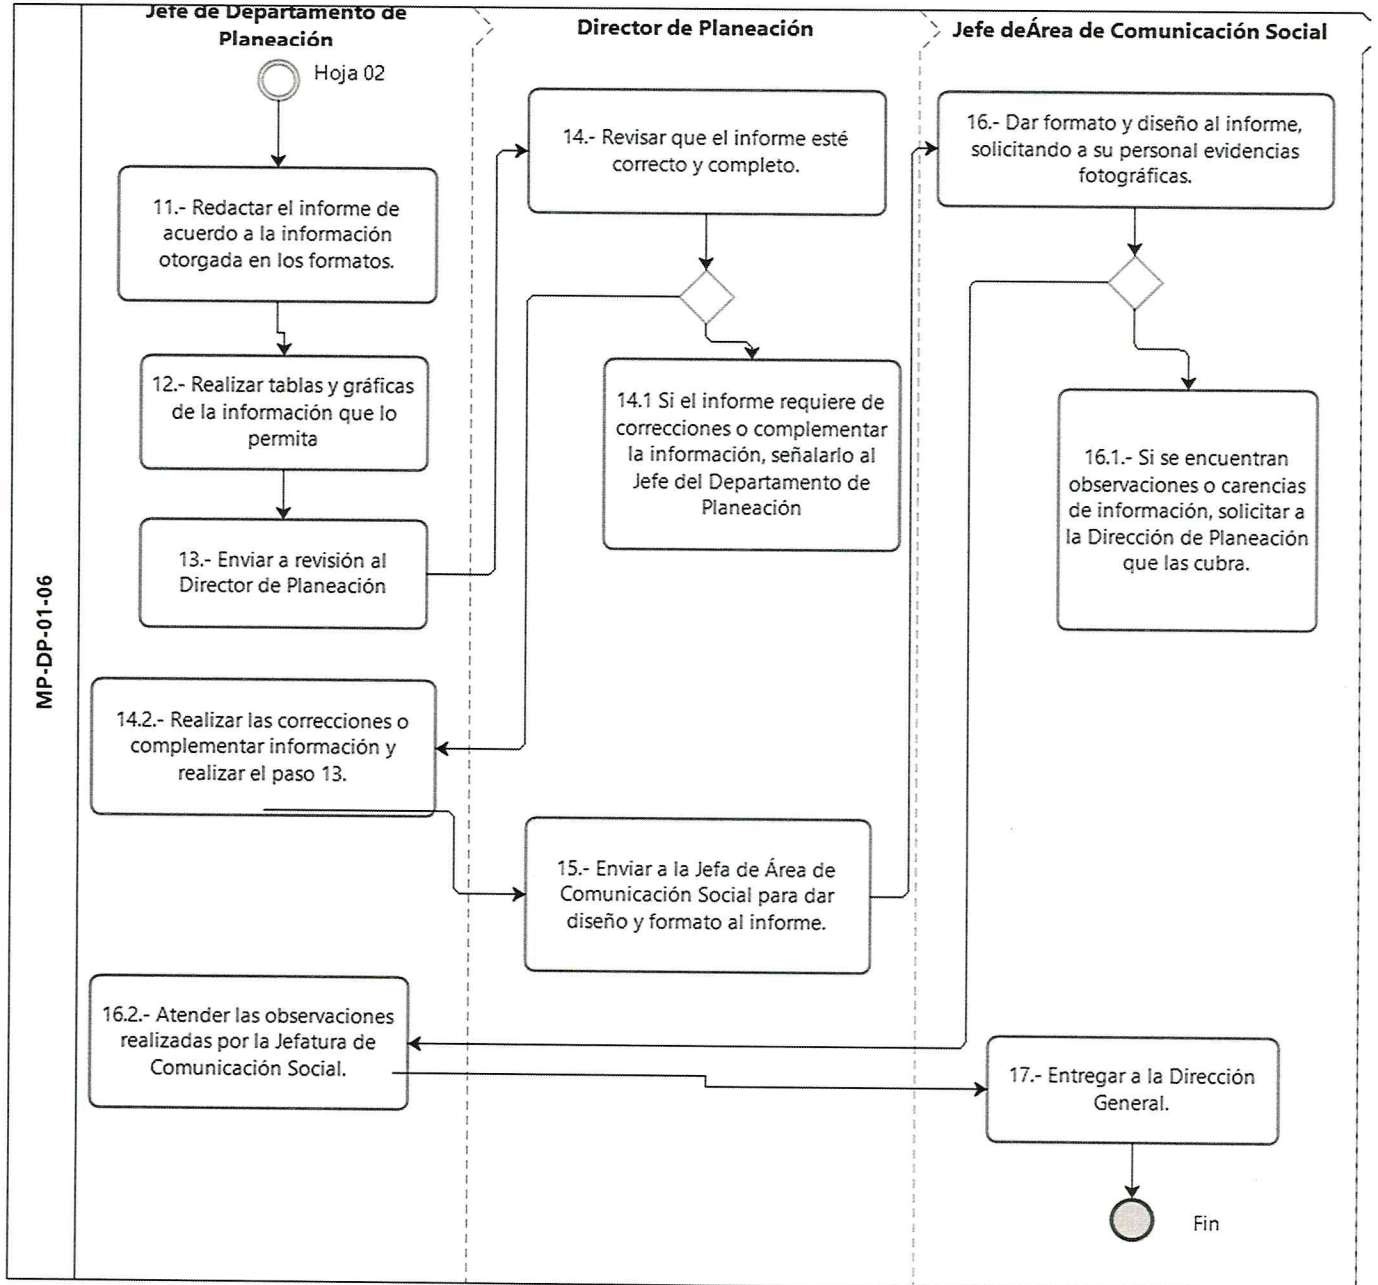 Jefe de Departamento de
Planeación
Director de Planeación
Jefe deÁrea de Comunicación Social
MP-DP-01-06
Hoja 02
11.- Redactar el informe de
acuerdo a la información
otorgada en los formatos.
12.- Realizar tablas y gráficas
de la información que lo
permita
13.- Enviar a revisión al
Director de Planeación
14.- Revisar que el informe esté
correcto y completo.
14.1 Si el informe requiere de
correcciones o complementar
la información, señalarlo al
Jefe del Departamento de
Planeación
14.2.- Realizar las correcciones o
complementar información y
realizar el paso 13.
15.- Enviar a la Jefa de Área de
Comunicación Social para dar
diseño y formato al informe.
16.- Dar formato y diseño al informe,
solicitando a su personal evidencias
fotográficas.
16.1.- Si se encuentran
observaciones o carencias
de información, solicitar a
la Dirección de Planeación
que las cubra.
16.2.- Atender las observaciones
realizadas por la Jefatura de
Comunicación Social.
17.- Entregar a la Dirección
General.
Fin